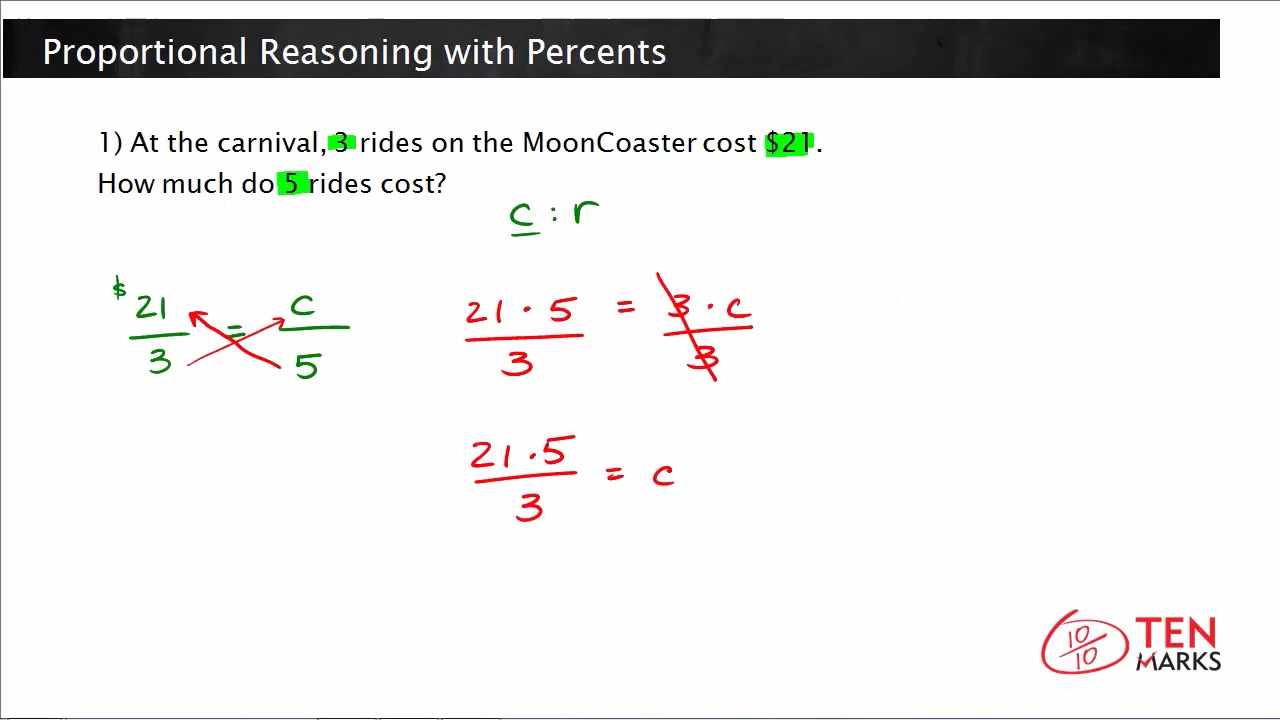 Proportional Reasoning with Percents
1) At the carnival, 3 rides on the MoonCoaster cost $21.
How much do 5 rides cost?
c : r
$ 21 / 3 = c / 5
21 · 5 / 3 = 3 · c / 3
21 · 5 / 3 = c
10/10 TEN
MARKS